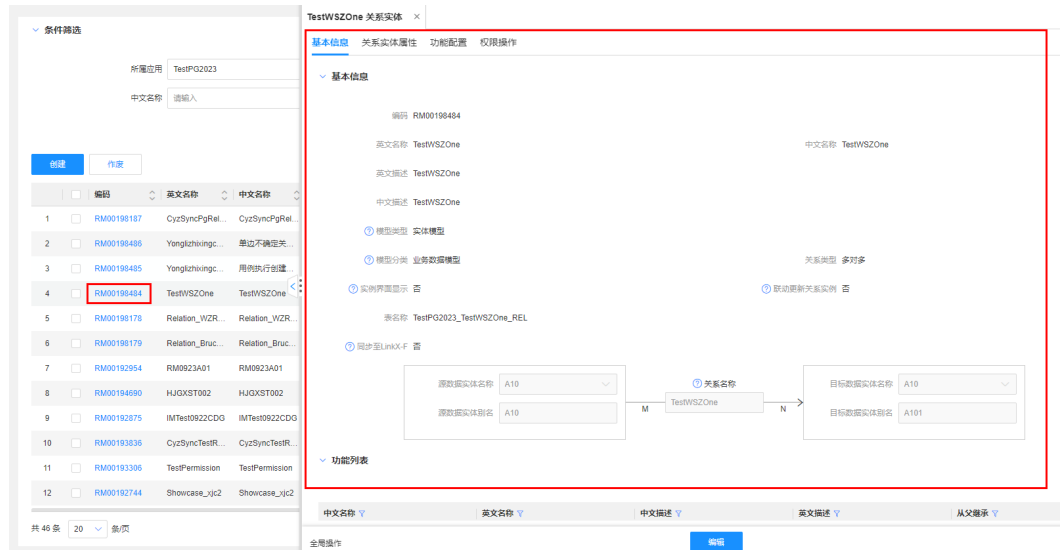 条件筛选
所属应用 TestPG2023
中文名称 请输入
创建 作废
编码 英文名称 中文名称
1 RM00198187 CyzSyncPgRel... CyzSyncPgRel...
2 RM00198486 Yonglizhixingc... 单边不确定关...
3 RM00198485 Yonglizhixingc... 用例执行创建...
4 RM00198484 TestWSZOne TestWSZOne
5 RM00198178 Relation_WZR... Relation_WZR...
6 RM00198179 Relation_Bruc... Relation_Bruc...
7 RM00192954 RM0923A01 RM0923A01
8 RM00194690 HJGXST002 HJGXST002
9 RM00192875 IMTest0922CDG IMTest0922CDG
10 RM00193836 CyzSyncTestR... CyzSyncTestR...
11 RM00193306 TestPermission TestPermission
12 RM00192744 Showcase_xjc2 Showcase_xjc2
共 46 条 20 条/页
TestWSZOne 关系实体 ×
基本信息 关系实体属性 功能配置 权限操作
基本信息
编码 RM00198484
英文名称 TestWSZOne 中文名称 TestWSZOne
英文描述 TestWSZOne
中文描述 TestWSZOne
模型类型 实体模型
模型分类 业务数据模型 关系类型 多对多
实例界面显示 否 联动更新关系实例 否
表名称 TestPG2023_TestWSZOne_REL
同步至LinkX-F 否
源数据实体名称 A10 关系名称 目标数据实体名称 A10
M TestWSZOne N
源数据实体别名 A10 目标数据实体别名 A101
功能列表
中文名称 英文名称 中文描述 英文描述 从父继承
全局操作 编辑